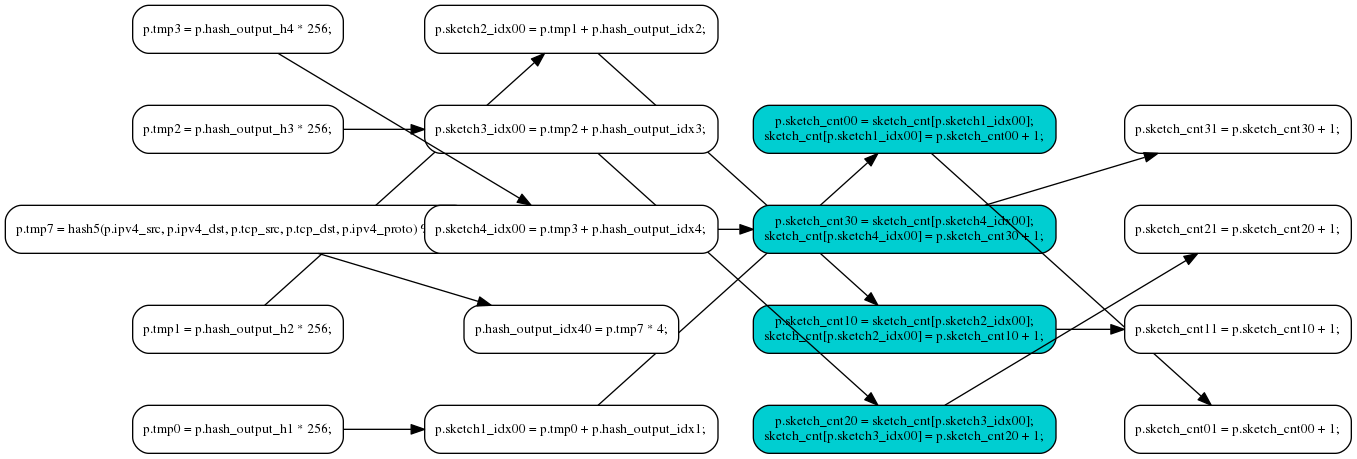 p.tmp3 = p.hash_output_h4 * 256;
p.sketch2_idx00 = p.tmp1 + p.hash_output_idx2;
p.tmp2 = p.hash_output_h3 * 256;
p.sketch3_idx00 = p.tmp2 + p.hash_output_idx3;
p.sketch_cnt00 = sketch_cnt[p.sketch1_idx00];
sketch_cnt[p.sketch1_idx00] = p.sketch_cnt00 + 1;
p.sketch_cnt31 = p.sketch_cnt30 + 1;
p.tmp7 = hash5(p.ipv4_src, p.ipv4_dst, p.tcp_src, p.tcp_dst, p.ipv4_proto) %
p.sketch4_idx00 = p.tmp3 + p.hash_output_idx4;
p.sketch_cnt30 = sketch_cnt[p.sketch4_idx00];
sketch_cnt[p.sketch4_idx00] = p.sketch_cnt30 + 1;
p.sketch_cnt21 = p.sketch_cnt20 + 1;
p.tmp1 = p.hash_output_h2 * 256;
p.hash_output_idx40 = p.tmp7 * 4;
p.sketch_cnt10 = sketch_cnt[p.sketch2_idx00];
sketch_cnt[p.sketch2_idx00] = p.sketch_cnt10 + 1;
p.sketch_cnt11 = p.sketch_cnt10 + 1;
p.tmp0 = p.hash_output_h1 * 256;
p.sketch1_idx00 = p.tmp0 + p.hash_output_idx1;
p.sketch_cnt20 = sketch_cnt[p.sketch3_idx00];
sketch_cnt[p.sketch3_idx00] = p.sketch_cnt20 + 1;
p.sketch_cnt01 = p.sketch_cnt00 + 1;